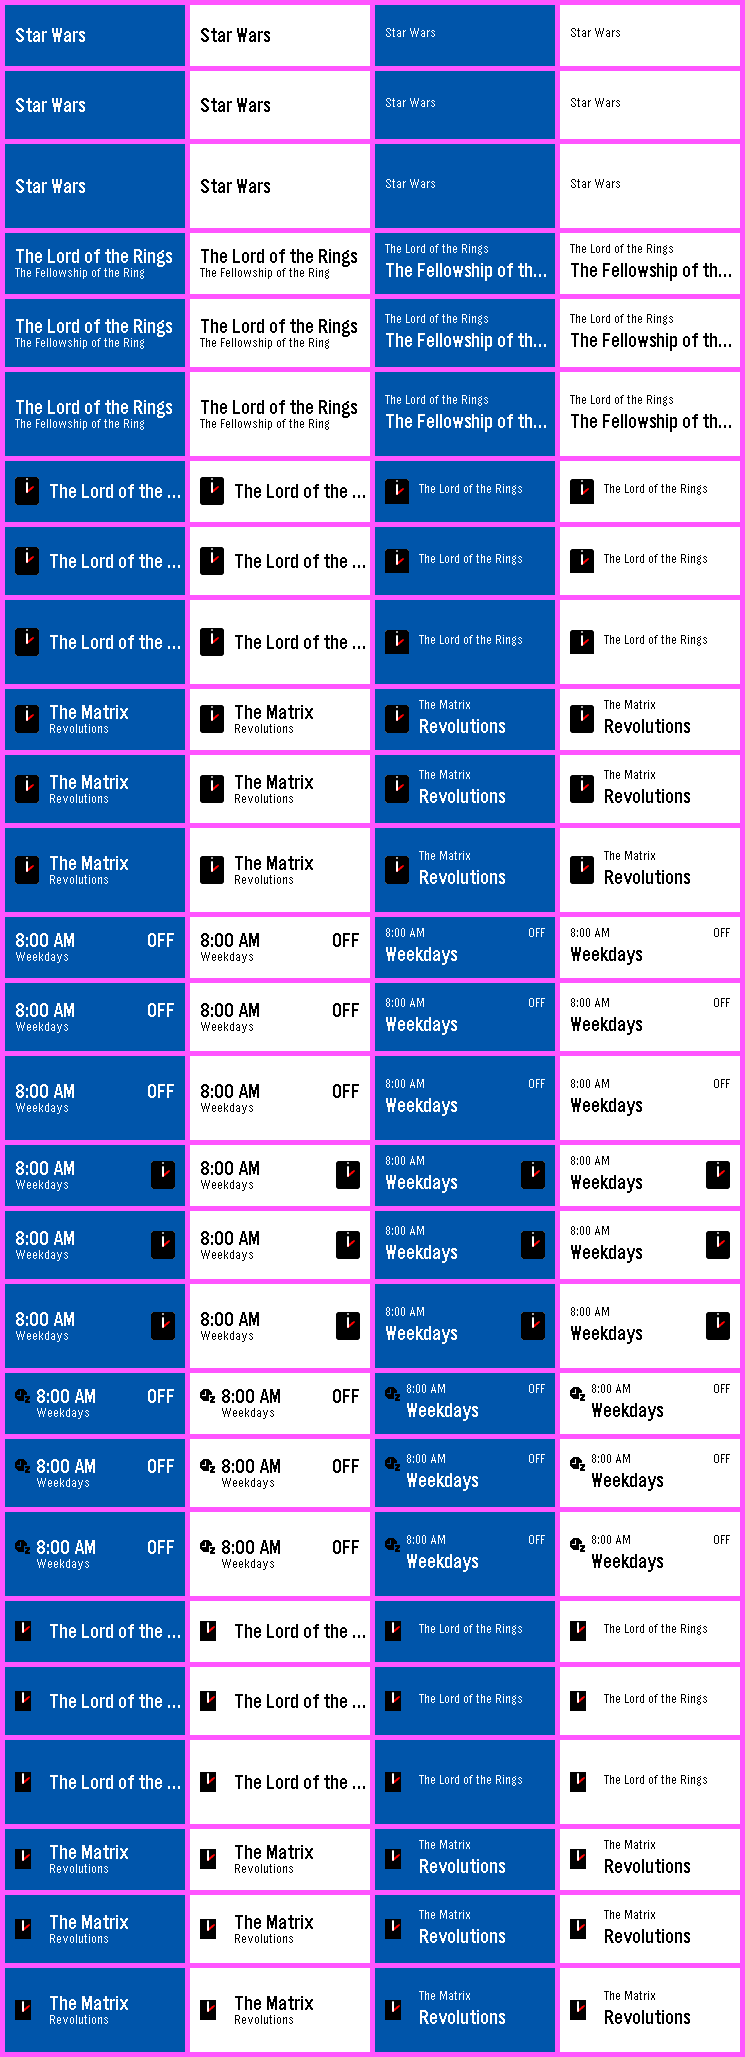 Star Wars Star Wars Star Wars Star Wars
Star Wars Star Wars Star Wars Star Wars
Star Wars Star Wars Star Wars Star Wars
The Lord of the Rings The Lord of the Rings The Lord of the Rings The Lord of the Rings
The Fellowship of the Ring The Fellowship of the Ring The Fellowship of th... The Fellowship of th...
The Lord of the Rings The Lord of the Rings The Lord of the Rings The Lord of the Rings
The Fellowship of the Ring The Fellowship of the Ring The Fellowship of th... The Fellowship of th...
The Lord of the Rings The Lord of the Rings The Lord of the Rings The Lord of the Rings
The Fellowship of the Ring The Fellowship of the Ring The Fellowship of th... The Fellowship of th...
The Lord of the ... The Lord of the ... The Lord of the Rings The Lord of the Rings
The Lord of the ... The Lord of the ... The Lord of the Rings The Lord of the Rings
The Lord of the ... The Lord of the ... The Lord of the Rings The Lord of the Rings
The Matrix The Matrix The Matrix The Matrix
Revolutions Revolutions Revolutions Revolutions
The Matrix The Matrix The Matrix The Matrix
Revolutions Revolutions Revolutions Revolutions
The Matrix The Matrix The Matrix The Matrix
Revolutions Revolutions Revolutions Revolutions
8:00 AM OFF 8:00 AM OFF 8:00 AM OFF 8:00 AM OFF
Weekdays Weekdays Weekdays Weekdays
8:00 AM OFF 8:00 AM OFF 8:00 AM OFF 8:00 AM OFF
Weekdays Weekdays Weekdays Weekdays
8:00 AM OFF 8:00 AM OFF 8:00 AM OFF 8:00 AM OFF
Weekdays Weekdays Weekdays Weekdays
8:00 AM 8:00 AM 8:00 AM 8:00 AM
Weekdays Weekdays Weekdays Weekdays
8:00 AM 8:00 AM 8:00 AM 8:00 AM
Weekdays Weekdays Weekdays Weekdays
8:00 AM 8:00 AM 8:00 AM 8:00 AM
Weekdays Weekdays Weekdays Weekdays
8:00 AM OFF 8:00 AM OFF 8:00 AM OFF 8:00 AM OFF
Weekdays Weekdays Weekdays Weekdays
8:00 AM OFF 8:00 AM OFF 8:00 AM OFF 8:00 AM OFF
Weekdays Weekdays Weekdays Weekdays
8:00 AM OFF 8:00 AM OFF 8:00 AM OFF 8:00 AM OFF
Weekdays Weekdays Weekdays Weekdays
The Lord of the ... The Lord of the ... The Lord of the Rings The Lord of the Rings
The Lord of the ... The Lord of the ... The Lord of the Rings The Lord of the Rings
The Lord of the ... The Lord of the ... The Lord of the Rings The Lord of the Rings
The Matrix The Matrix The Matrix The Matrix
Revolutions Revolutions Revolutions Revolutions
The Matrix The Matrix The Matrix The Matrix
Revolutions Revolutions Revolutions Revolutions
The Matrix The Matrix The Matrix The Matrix
Revolutions Revolutions Revolutions Revolutions